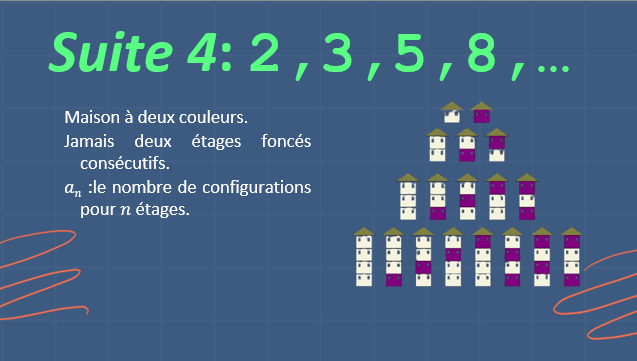 Suite 4: 2 , 3 , 5 , 8 , …
Maison à deux couleurs.
Jamais deux étages foncés
consécutifs.
aₙ :le nombre de configurations
pour n étages.